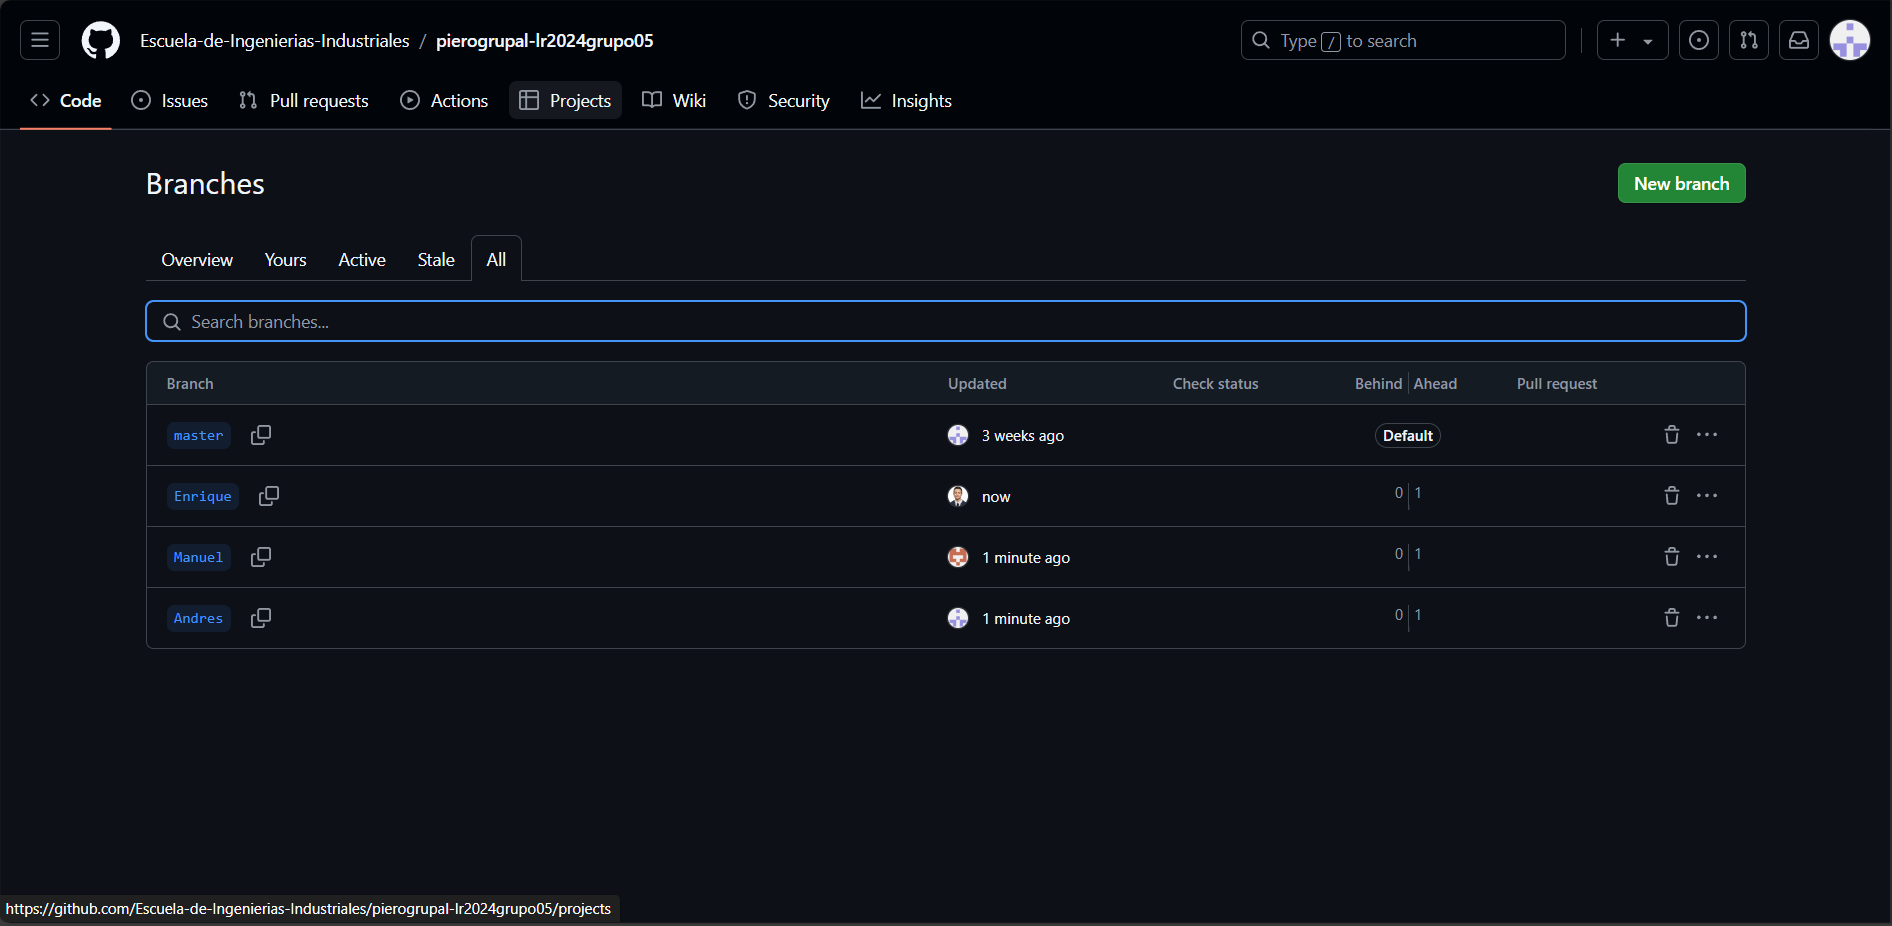 Escuela-de-Ingenierias-Industriales / pierogrupal-lr2024grupo05
Type / to search
Code Issues Pull requests Actions Projects Wiki Security Insights
Branches
New branch
Overview Yours Active Stale All
Search branches...
Branch Updated Check status Behind Ahead Pull request
master 3 weeks ago Default
Enrique now 0 1
Manuel 1 minute ago 0 1
Andres 1 minute ago 0 1
https://github.com/Escuela-de-Ingenierias-Industriales/pierogrupal-lr2024grupo05/projects